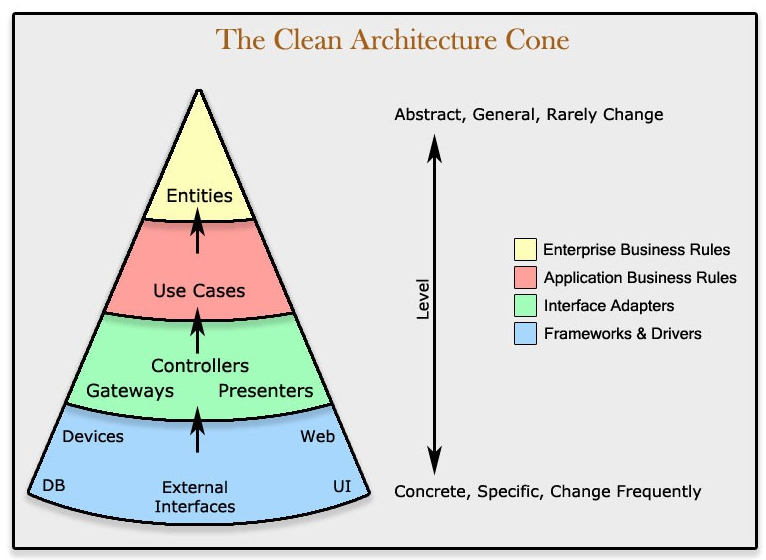 The Clean Architecture Cone
Abstract, General, Rarely Change
Entities
Enterprise Business Rules
Application Business Rules
Interface Adapters
Frameworks & Drivers
Level
Use Cases
Controllers
Gateways Presenters
Devices Web
DB External Interfaces UI
Concrete, Specific, Change Frequently